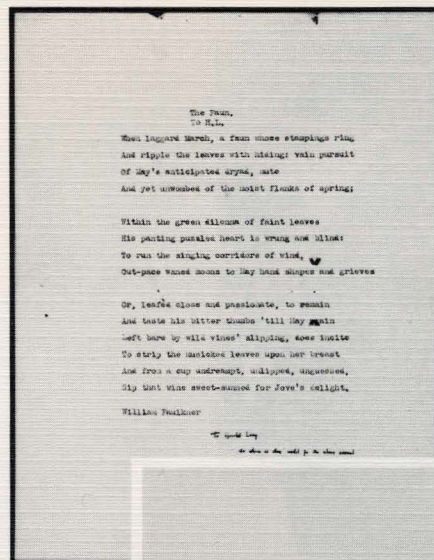 The Faun.
To H.L.
When laggard March, a faun whose stampings ring
And ripple the leaves with hiding: vain pursuit
Of May's anticipated dryad, mute
And yet unwombed of the moist flanks of spring;
Within the green dilemma of faint leaves
His panting puzzled heart is wrung and blind:
To run the singing corridors of wind,
Out-pace waned moons to May hand shapes and grieves
Or, leafed close and passionate, to remain
And taste his bitter thumbs 'till May again
Left bare by wild vines' slipping, does incite
To strip the musicked leaves upon her breast
And from a cup undreampt, unlipped, unguessed,
Sip that wine sweet-sunned for Jove's delight.
William Faulkner
To